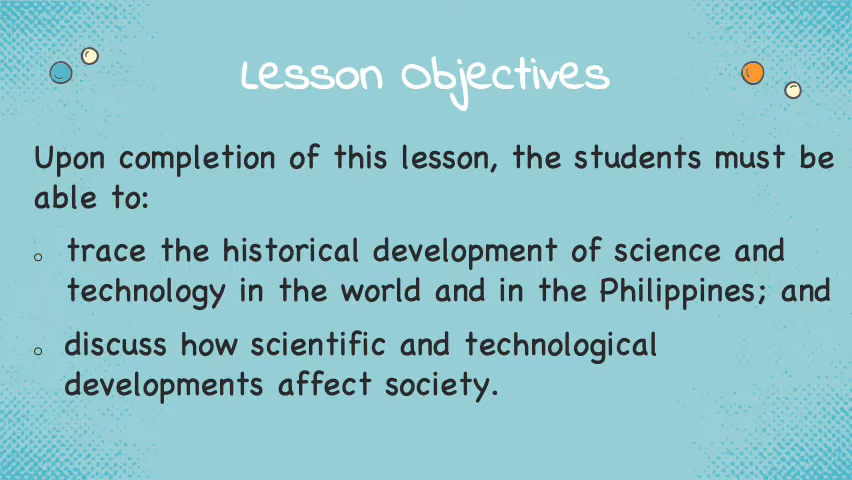 Lesson Objectives
Upon completion of this lesson, the students must be
able to:
○ trace the historical development of science and
technology in the world and in the Philippines; and
○ discuss how scientific and technological
developments affect society.